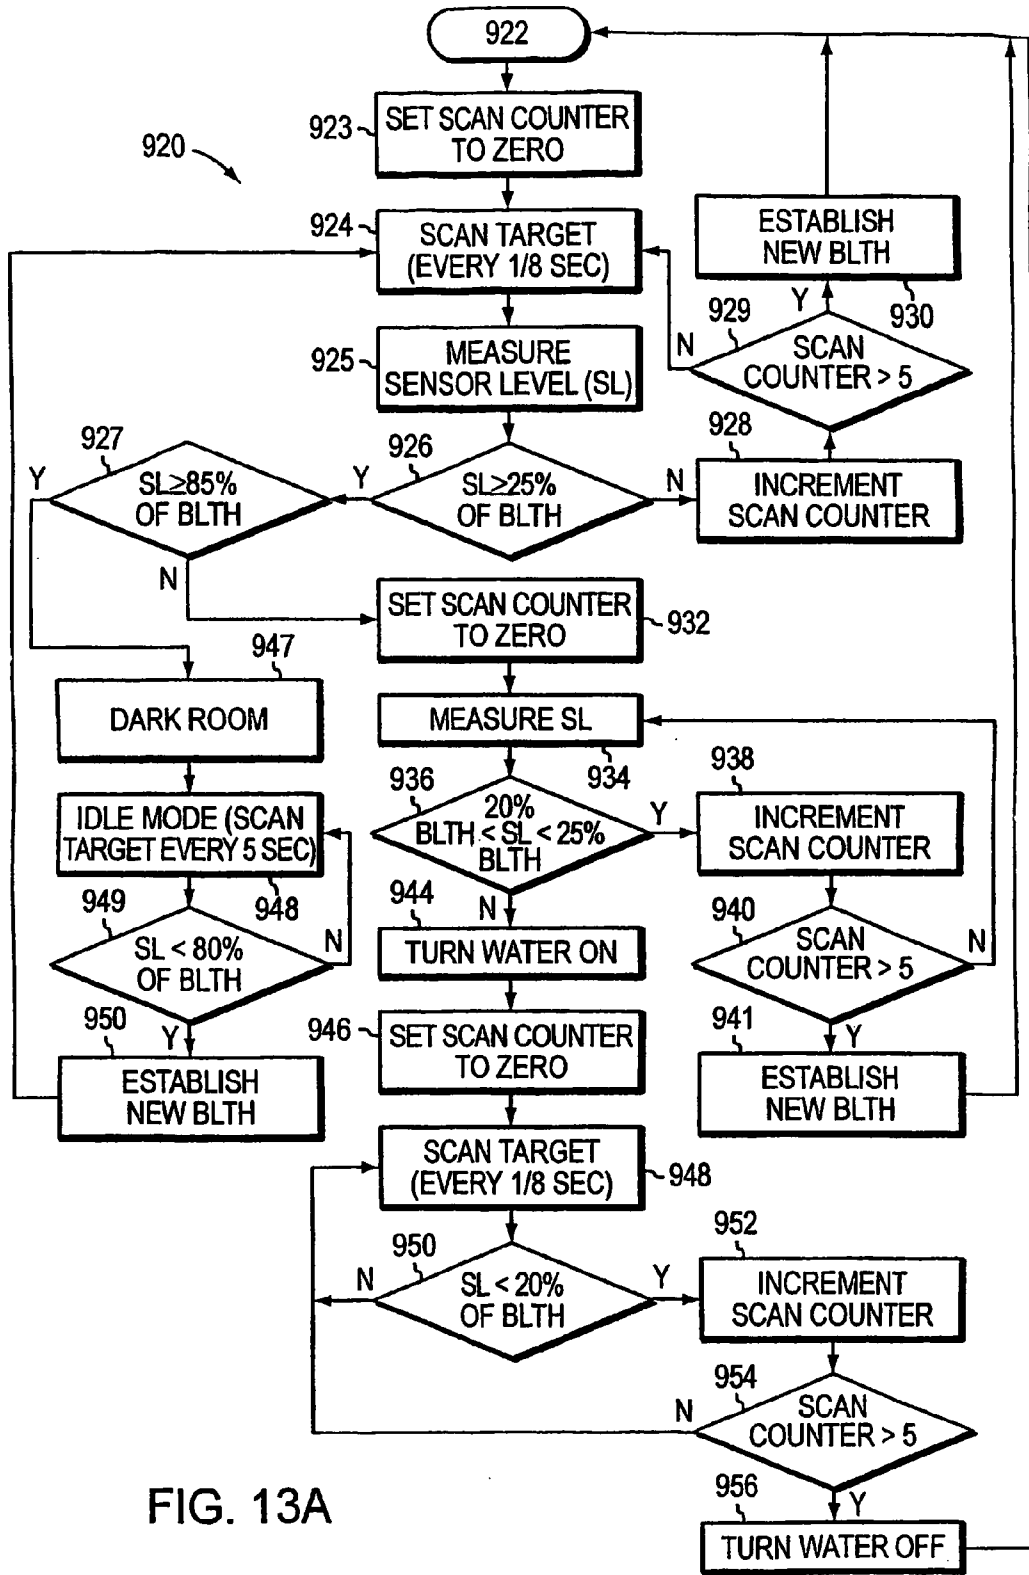 922
923
SET SCAN COUNTER
TO ZERO
920
924
SCAN TARGET
(EVERY 1/8 SEC)
ESTABLISH
NEW BLTH
930
925
MEASURE
SENSOR LEVEL (SL)
929
Y
N
SCAN
COUNTER > 5
927
Y
SL≥85%
OF BLTH
N
926
Y
SL≥25%
OF BLTH
N
928
INCREMENT
SCAN COUNTER
SET SCAN COUNTER
TO ZERO
932
947
DARK ROOM
MEASURE SL
934
936
20%
BLTH < SL < 25%
BLTH
Y
N
938
INCREMENT
SCAN COUNTER
IDLE MODE (SCAN
TARGET EVERY 5 SEC)
948
949
SL < 80%
OF BLTH
N
Y
944
TURN WATER ON
940
SCAN
COUNTER > 5
N
Y
950
ESTABLISH
NEW BLTH
946
SET SCAN COUNTER
TO ZERO
941
ESTABLISH
NEW BLTH
SCAN TARGET
(EVERY 1/8 SEC)
948
950
N
SL < 20%
OF BLTH
Y
952
INCREMENT
SCAN COUNTER
954
N
SCAN
COUNTER > 5
Y
956
TURN WATER OFF
FIG. 13A